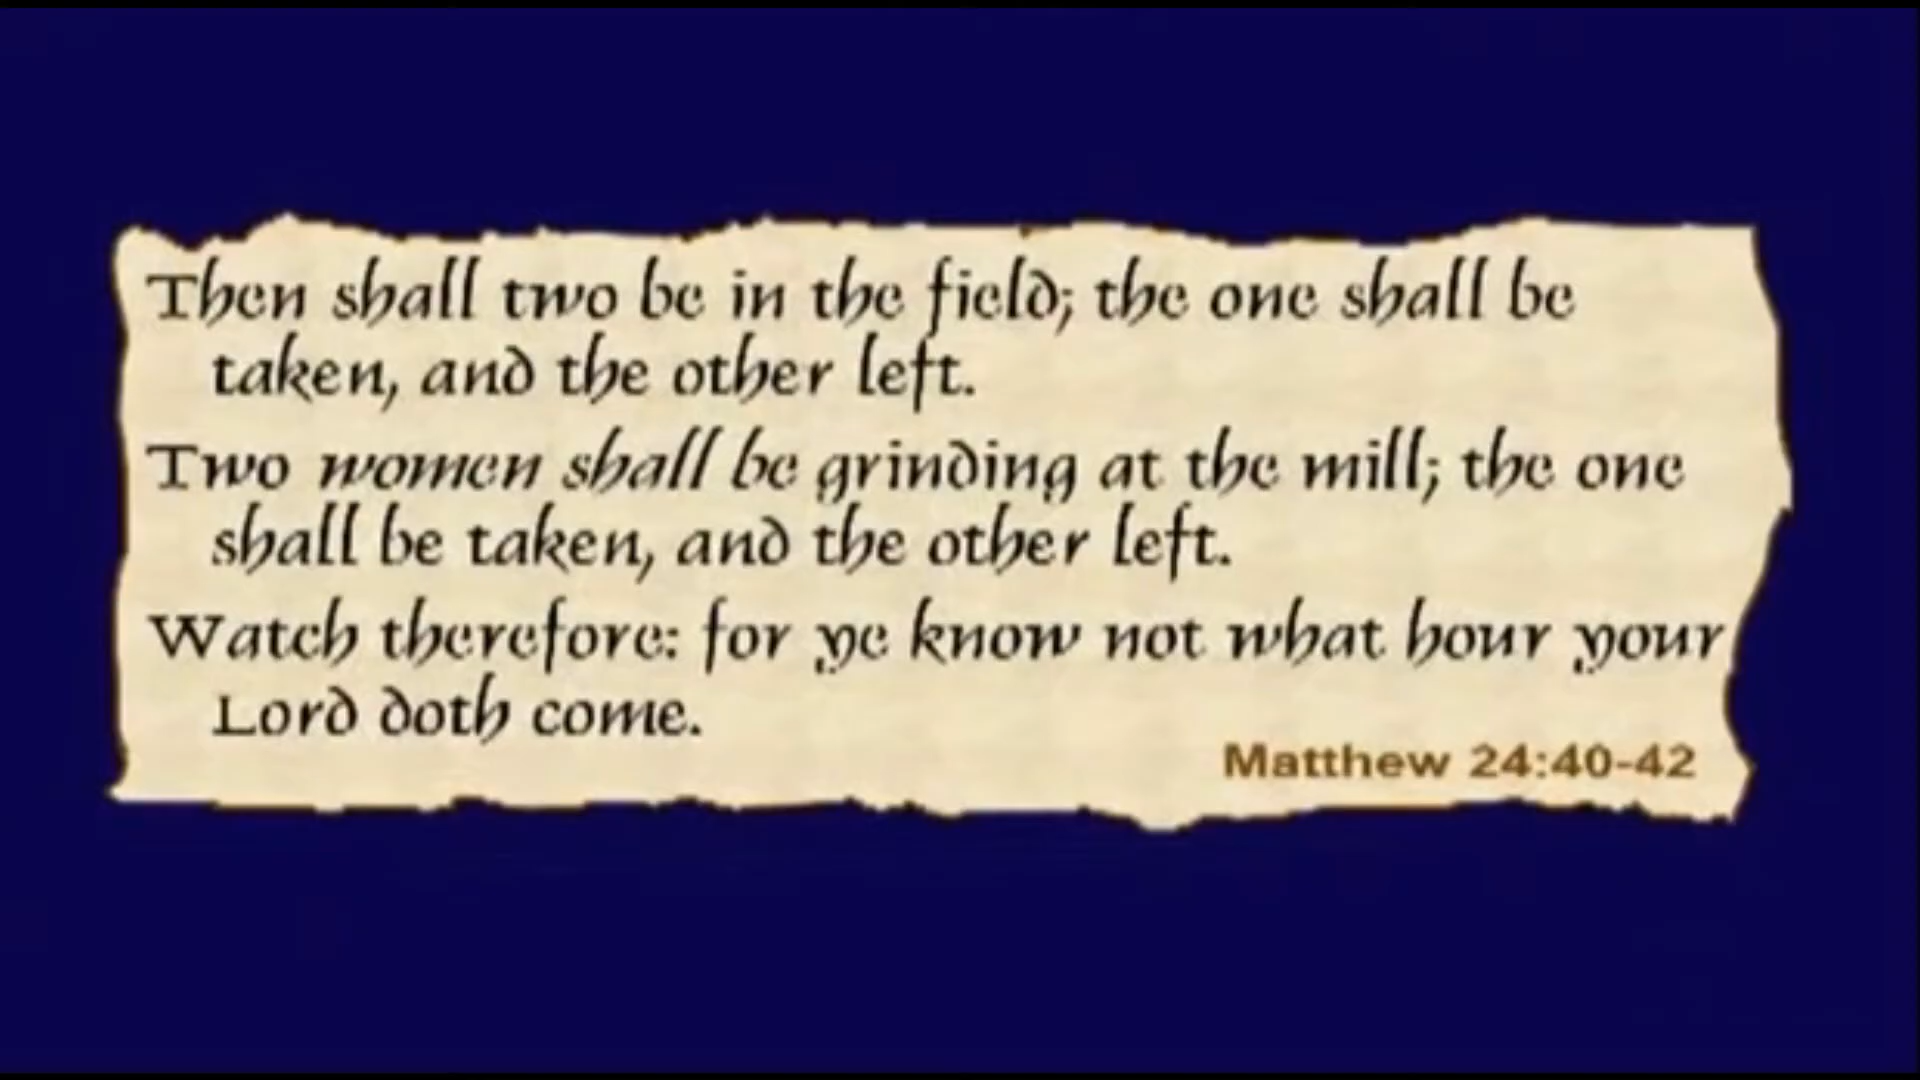 Then shall two be in the field; the one shall be
taken, and the other left.
Two women shall be grinding at the mill; the one
shall be taken, and the other left.
Watch therefore: for ye know not what hour your
Lord doth come.
Matthew 24:40-42